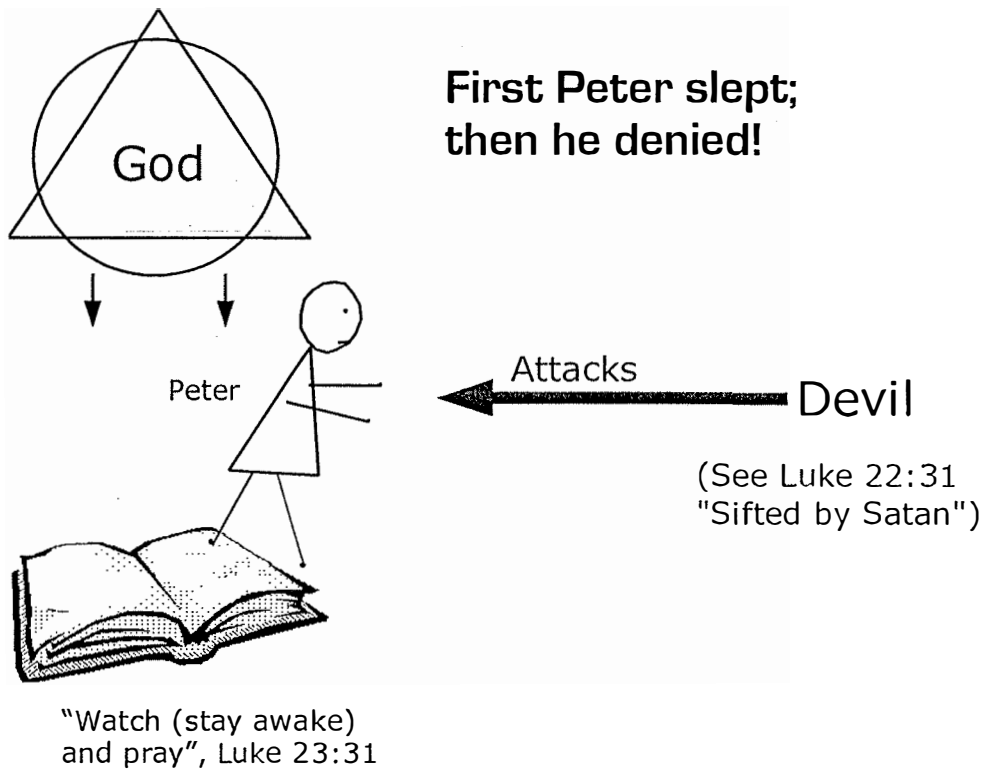 First Peter slept;
then he denied!
God
Peter
Attacks
Devil
(See Luke 22:31
"Sifted by Satan")
“Watch (stay awake)
and pray”, Luke 23:31